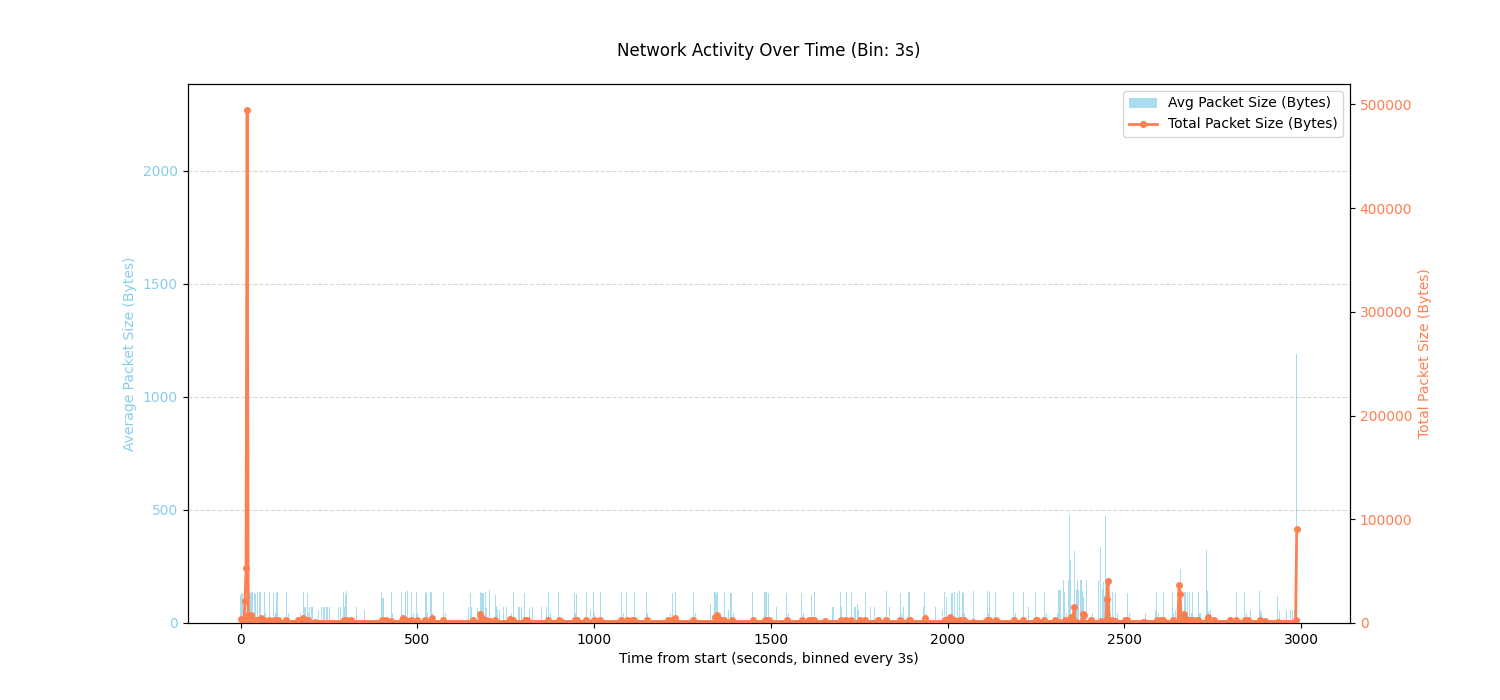 Network Activity Over Time (Bin: 3s)
Avg Packet Size (Bytes)
Total Packet Size (Bytes)
Average Packet Size (Bytes)
2000
1500
1000
500
0
500000
400000
300000
200000
100000
0
Total Packet Size (Bytes)
0 500 1000 1500 2000 2500 3000
Time from start (seconds, binned every 3s)